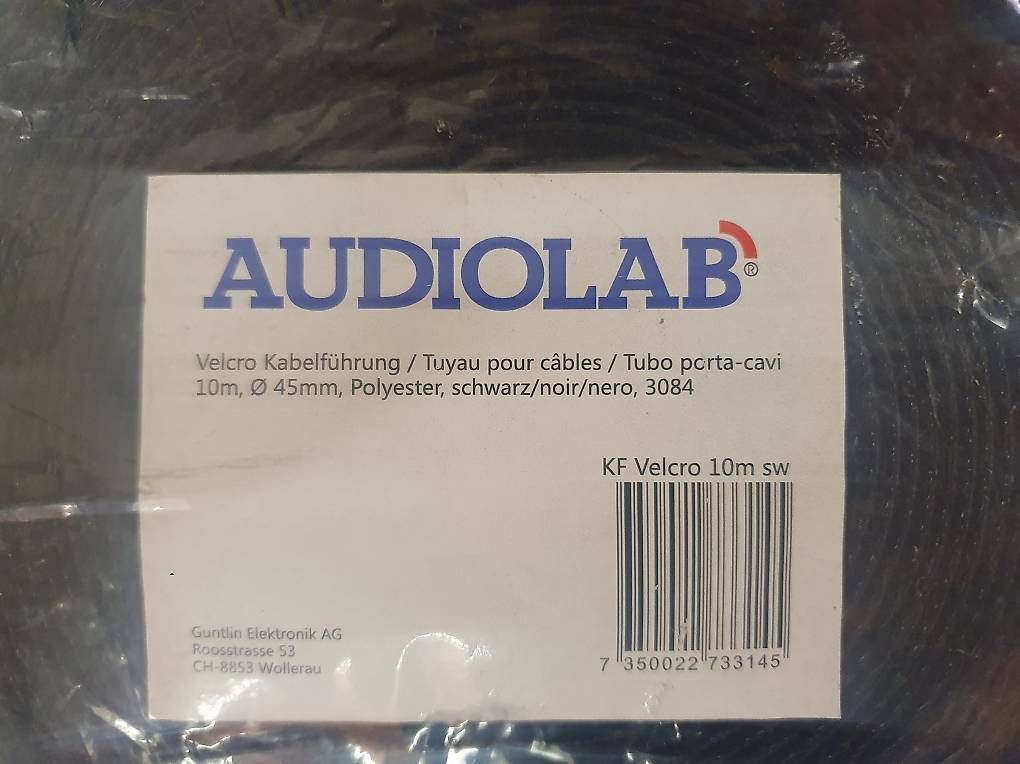 AUDIOLAB®
Velcro Kabelführung / Tuyau pour câbles / Tubo porta-cavi
10m, Ø 45mm, Polyester, schwarz/noir/nero, 3084
KF Velcro 10m sw
7 350022 733145
Guntlin Elektronik AG
Roosstrasse 53
CH-8853 Wollerau